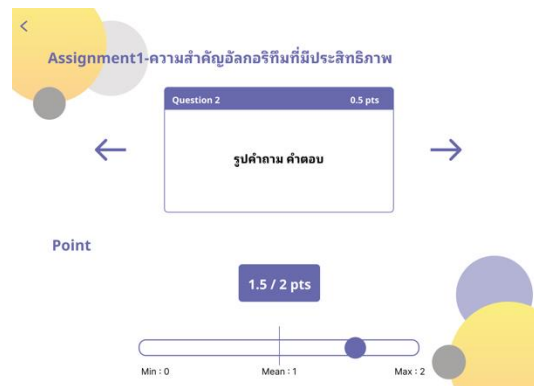 Assignment1-ความสำคัญอัลกอริทึมที่มีประสิทธิภาพ
Question 2 0.5 pts
รูปคำถาม คำตอบ
Point
1.5 / 2 pts
Min : 0 Mean : 1 Max : 2